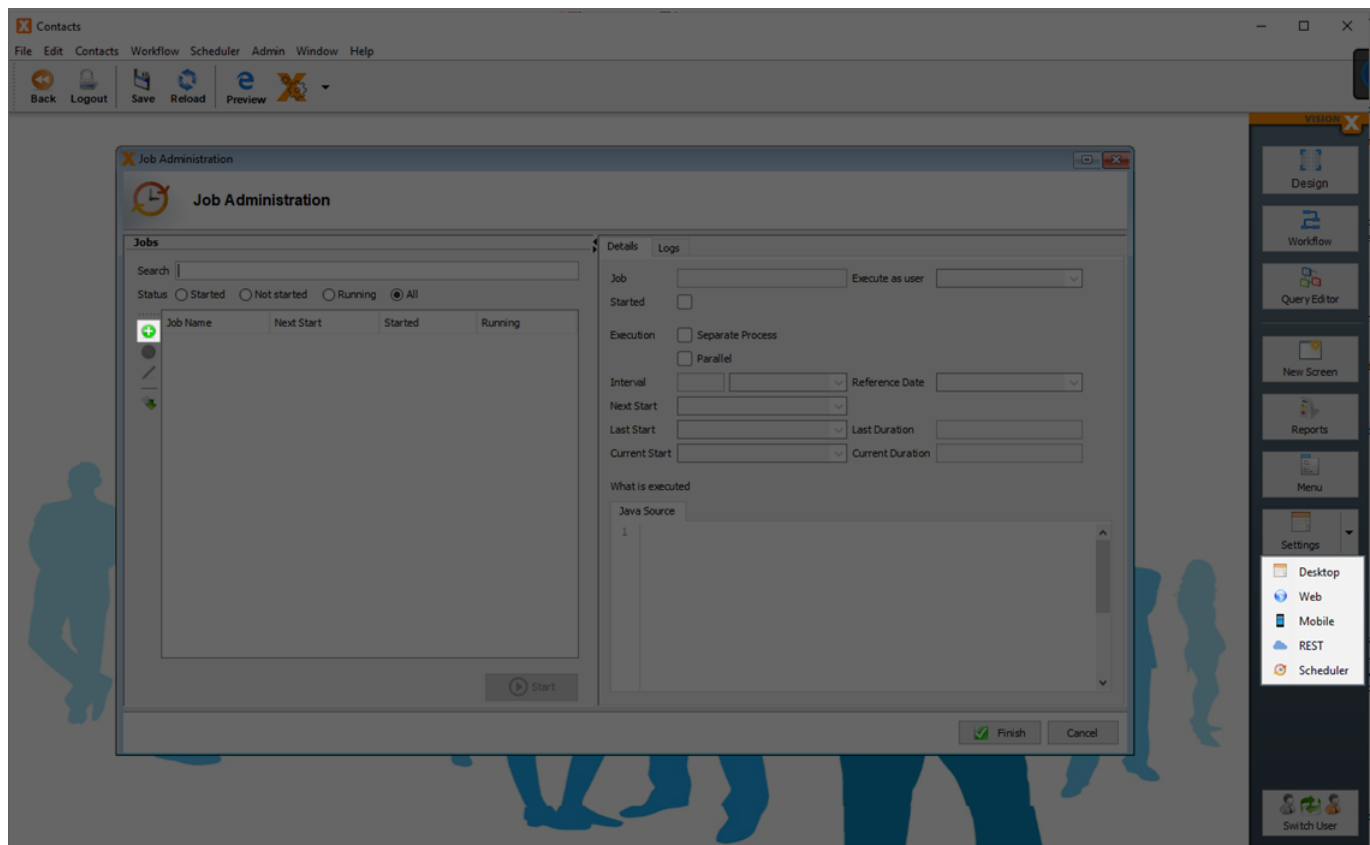 Contacts
File Edit Contacts Workflow Scheduler Admin Window Help
Back Logout Save Reload Preview
VISION X
Job Administration
Job Administration
Jobs
Search
Status Started Not started Running All
Job Name Next Start Started Running
Start
Details Logs
Job Execute as user
Started
Execution Separate Process
Parallel
Interval Reference Date
Next Start
Last Start Last Duration
Current Start Current Duration
What is executed
Java Source
1
Finish Cancel
Design
Workflow
Query Editor
New Screen
Reports
Menu
Settings
Desktop
Web
Mobile
REST
Scheduler
Switch User